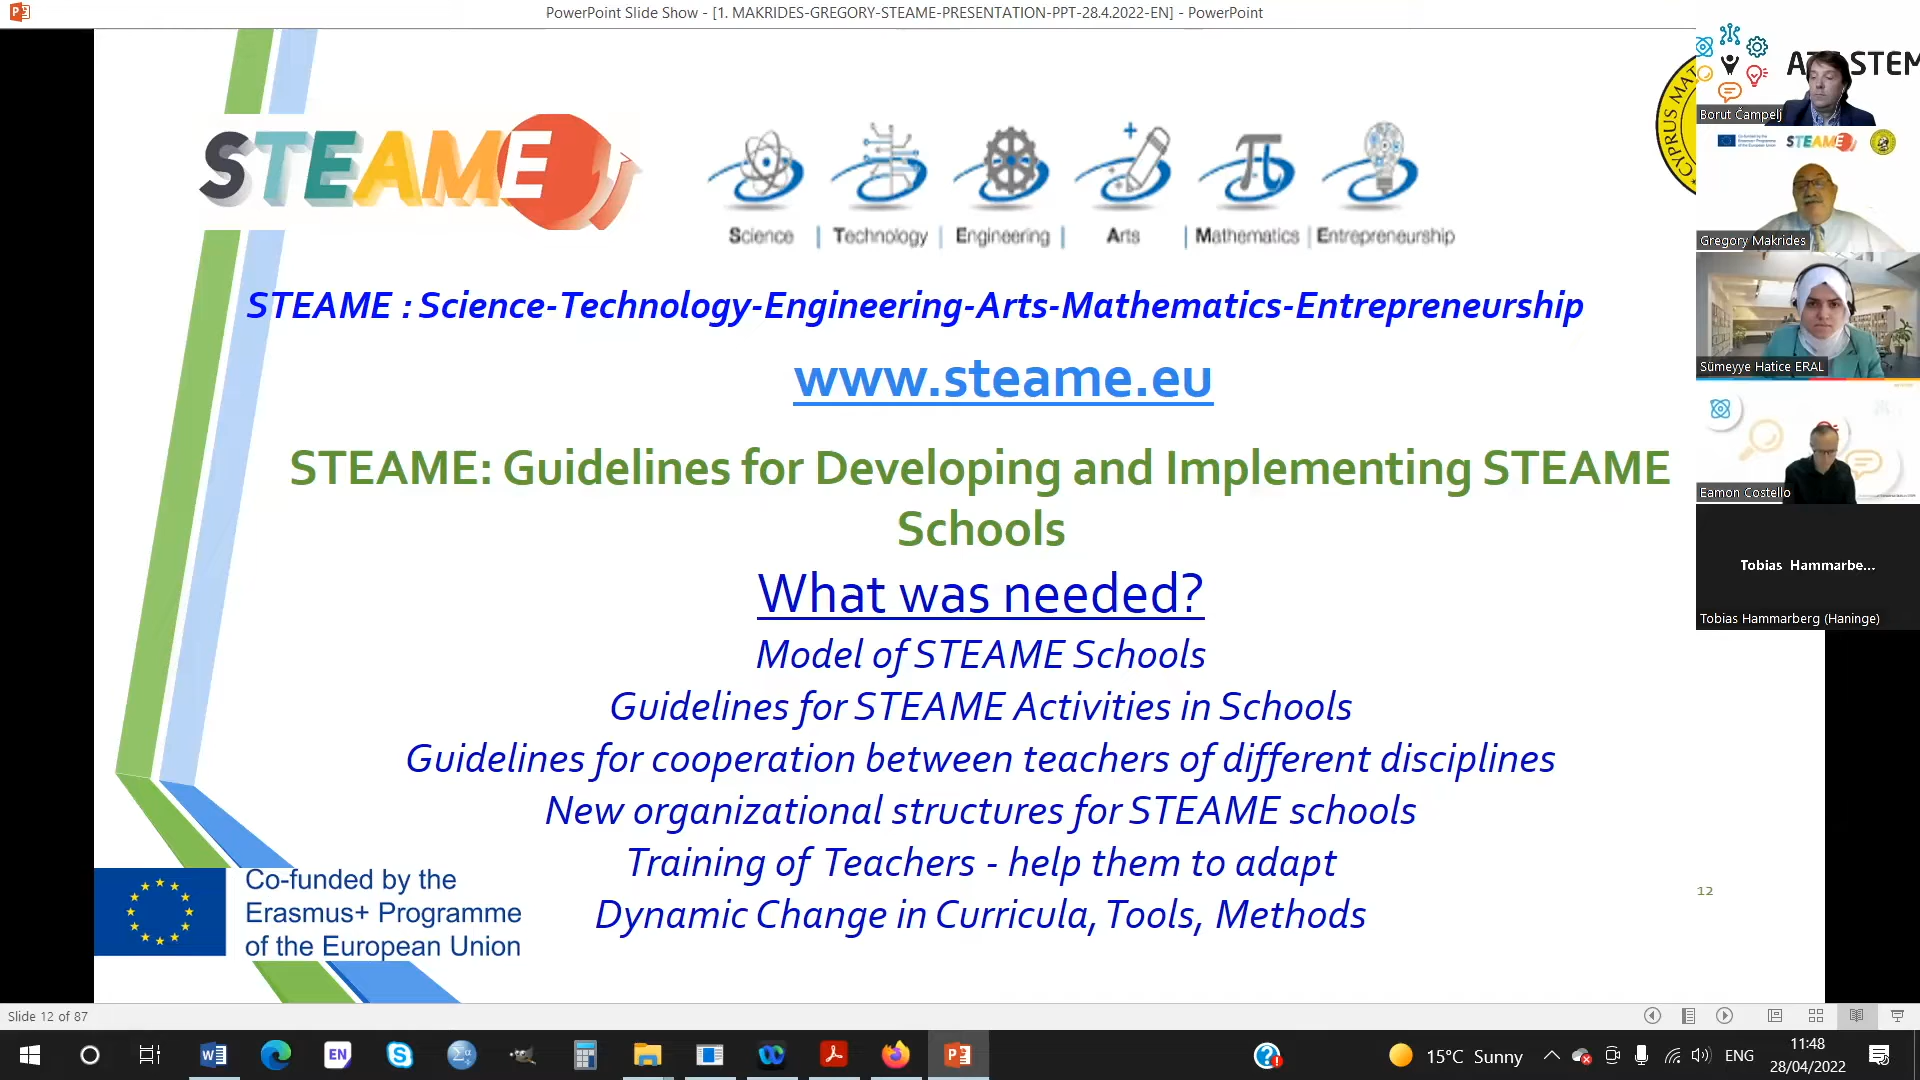 PowerPoint Slide Show - [1. MAKRIDES-GREGORY-STEAME-PRESENTATION-PPT-28.4.2022-EN] - PowerPoint
STEAME
Science | Technology | Engineering | Arts | Mathematics | Entrepreneurship
CYPRUS MAT
STEAME : Science-Technology-Engineering-Arts-Mathematics-Entrepreneurship
www.steame.eu
STEAME: Guidelines for Developing and Implementing STEAME
Schools
What was needed?
Model of STEAME Schools
Guidelines for STEAME Activities in Schools
Guidelines for cooperation between teachers of different disciplines
New organizational structures for STEAME schools
Training of Teachers - help them to adapt
Dynamic Change in Curricula, Tools, Methods
Co-funded by the
Erasmus+ Programme
of the European Union
12
Borut Čampelj
STEAME
Gregory Makrides
Sümeyye Hatice ERAL
Eamon Costello
Tobias Hammarbe...
Tobias Hammarberg (Haninge)
Slide 12 of 87
EN
15°C Sunny
ENG
11:48
28/04/2022